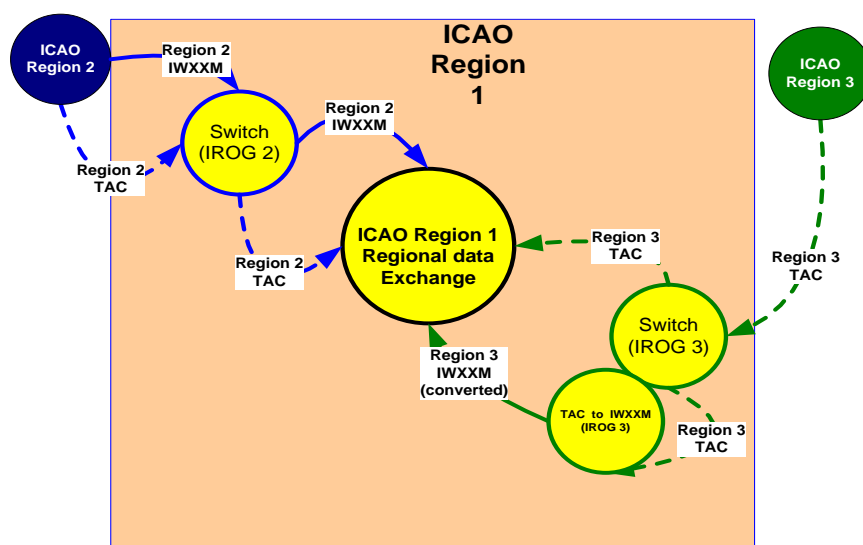 ICAO
Region
1
ICAO
Region 2
Region 2
IWXXM
Region 2
IWXXM
ICAO
Region 3
Switch
(IROG 2)
Region 2
TAC
Region 2
TAC
ICAO Region 1
Regional data
Exchange
Region 3
TAC
Region 3
TAC
Switch
(IROG 3)
Region 3
IWXXM
(converted)
TAC to IWXXM
(IROG 3)
Region 3
TAC